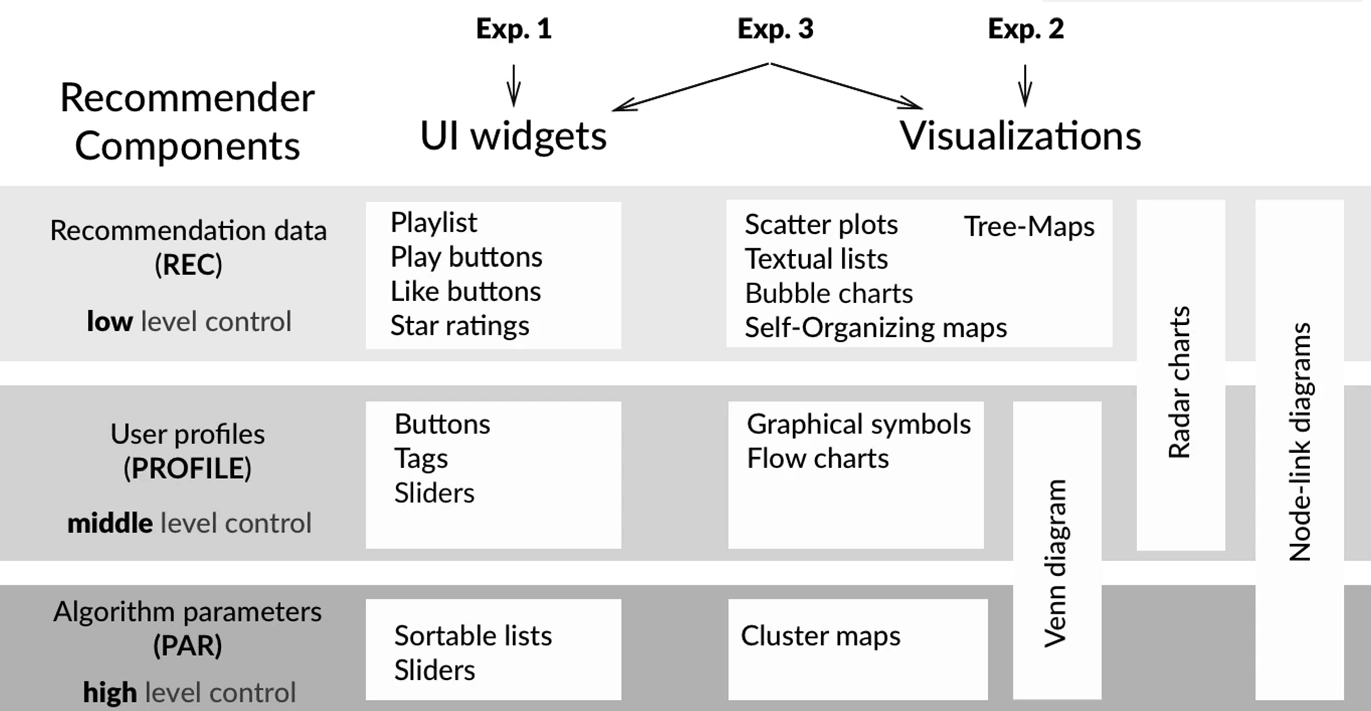 Exp. 1
Exp. 3
Exp. 2
Recommender
Components
UI widgets
Visualizations
Recommendation data
(REC)
low level control
Playlist
Play buttons
Like buttons
Star ratings
Scatter plots
Tree-Maps
Textual lists
Bubble charts
Self-Organizing maps
Radar charts
Node-link diagrams
User profiles
(PROFILE)
middle level control
Buttons
Tags
Sliders
Graphical symbols
Flow charts
Venn diagram
Algorithm parameters
(PAR)
high level control
Sortable lists
Sliders
Cluster maps